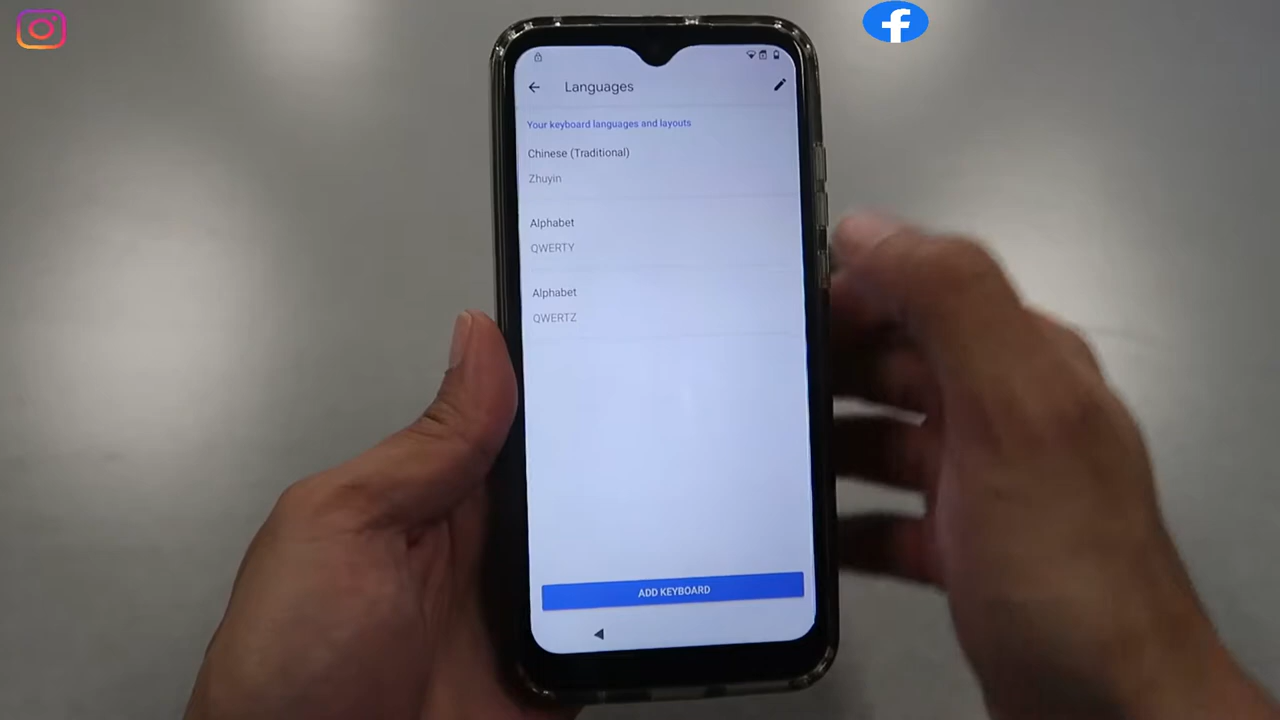 Languages
Your keyboard languages and layouts
Chinese (Traditional)
Zhuyin
Alphabet
QWERTY
Alphabet
QWERTZ
ADD KEYBOARD